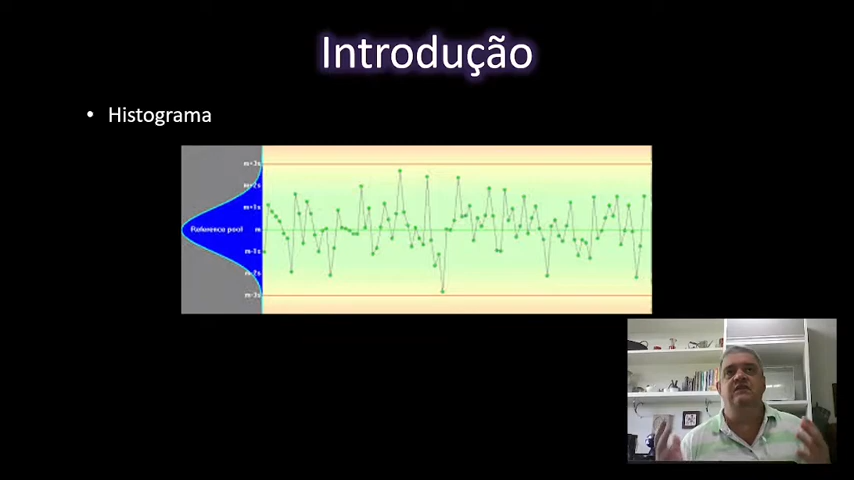 Introdução
• Histograma
m+3s
m+2s
m+1s
Reference pool m
m-1s
m-2s
m-3s